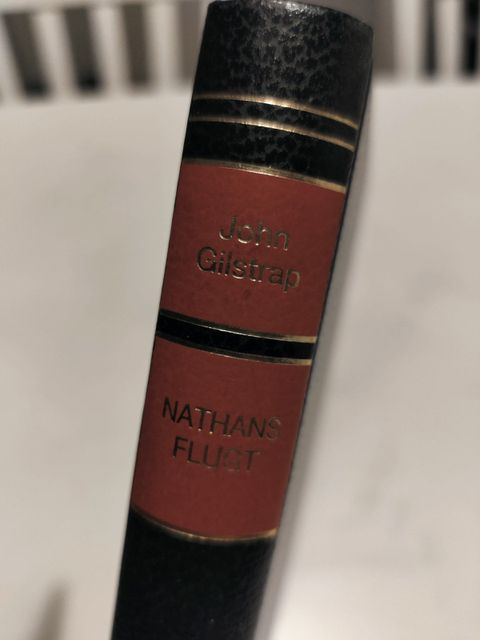 John
Gilstrap
NATHANS
FLUGT